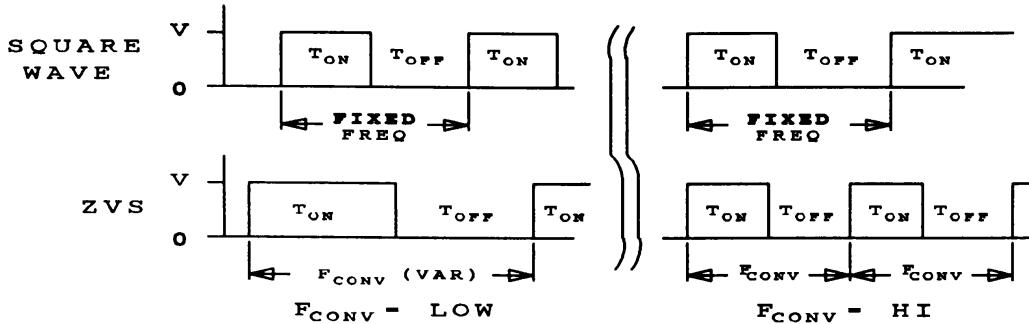 SQUARE WAVE
V
0
TON TOFF TON
FIXED FREQ
TON TOFF TON
FIXED FREQ
ZVS
V
0
TON TOFF TON
FCONV (VAR)
TON TOFF TON TOFF
FCONV FCONV
FCONV - LOW
FCONV - HI